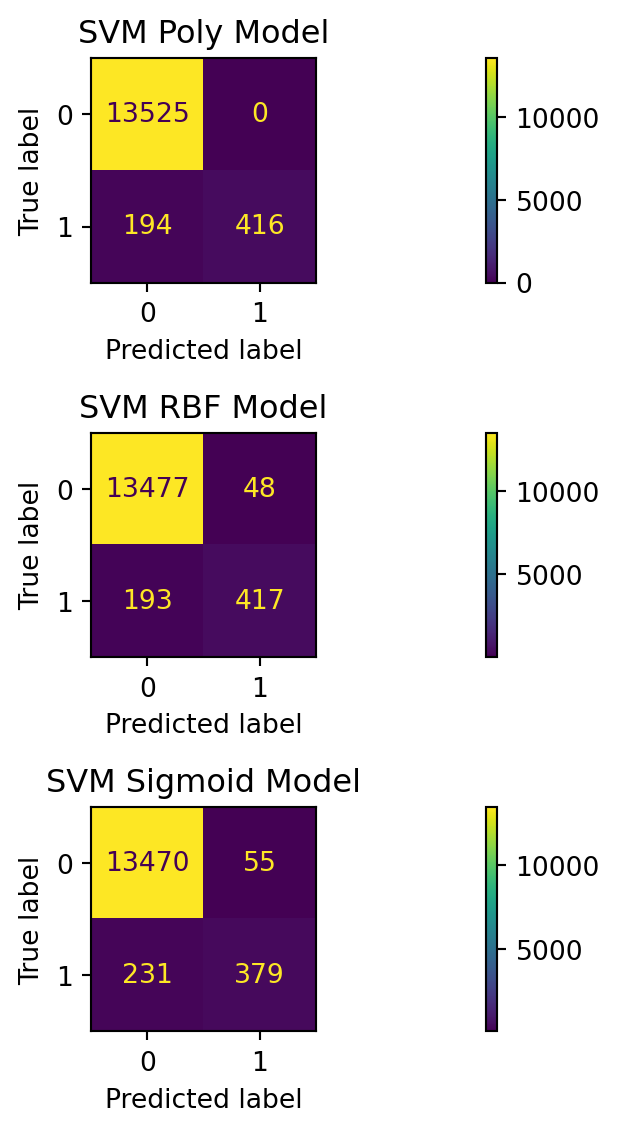 SVM Poly Model
True label
0
13525 0
10000
5000
1
194 416
0
0 1
Predicted label
SVM RBF Model
True label
0
13477 48
10000
5000
1
193 417
0 1
Predicted label
SVM Sigmoid Model
True label
0
13470 55
10000
5000
1
231 379
0 1
Predicted label